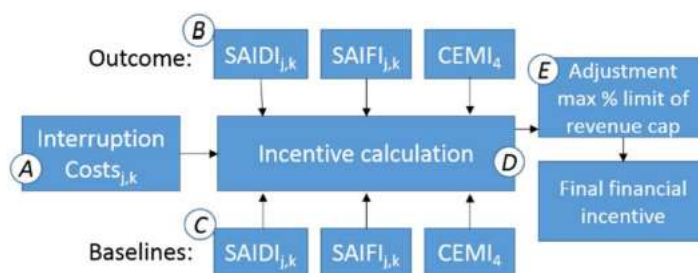 Outcome:
B
SAIDIj,k
SAIFIj,k
CEMI4
E
Adjustment
max % limit of
revenue cap
A
Interruption
Costsj,k
Incentive calculation
D
Final financial
incentive
Baselines:
C
SAIDIj,k
SAIFIj,k
CEMI4